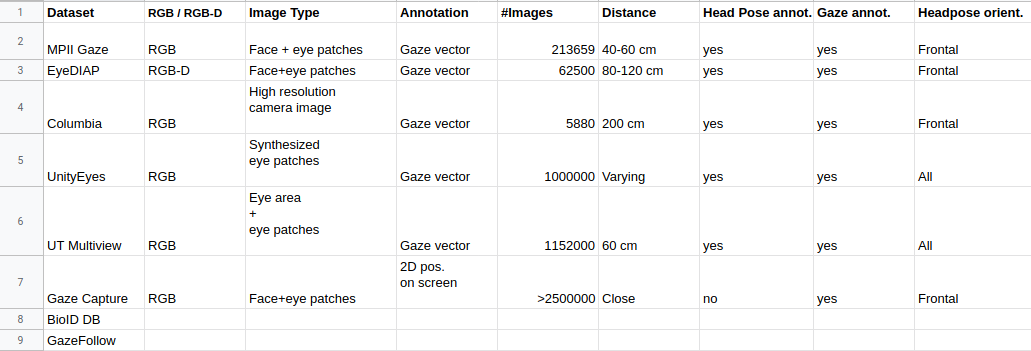 1 Dataset RGB / RGB-D Image Type Annotation #Images Distance Head Pose annot. Gaze annot. Headpose orient.
2 MPII Gaze RGB Face + eye patches Gaze vector 213659 40-60 cm yes yes Frontal
3 EyeDIAP RGB-D Face+eye patches Gaze vector 62500 80-120 cm yes yes Frontal
High resolution
4 camera image
Columbia RGB Gaze vector 5880 200 cm yes yes Frontal
Synthesized
5 eye patches
UnityEyes RGB Gaze vector 1000000 Varying yes yes All
Eye area
6 +
eye patches
UT Multiview RGB Gaze vector 1152000 60 cm yes yes All
2D pos.
7 on screen
Gaze Capture RGB Face+eye patches >2500000 Close no yes Frontal
8 BioID DB
9 GazeFollow